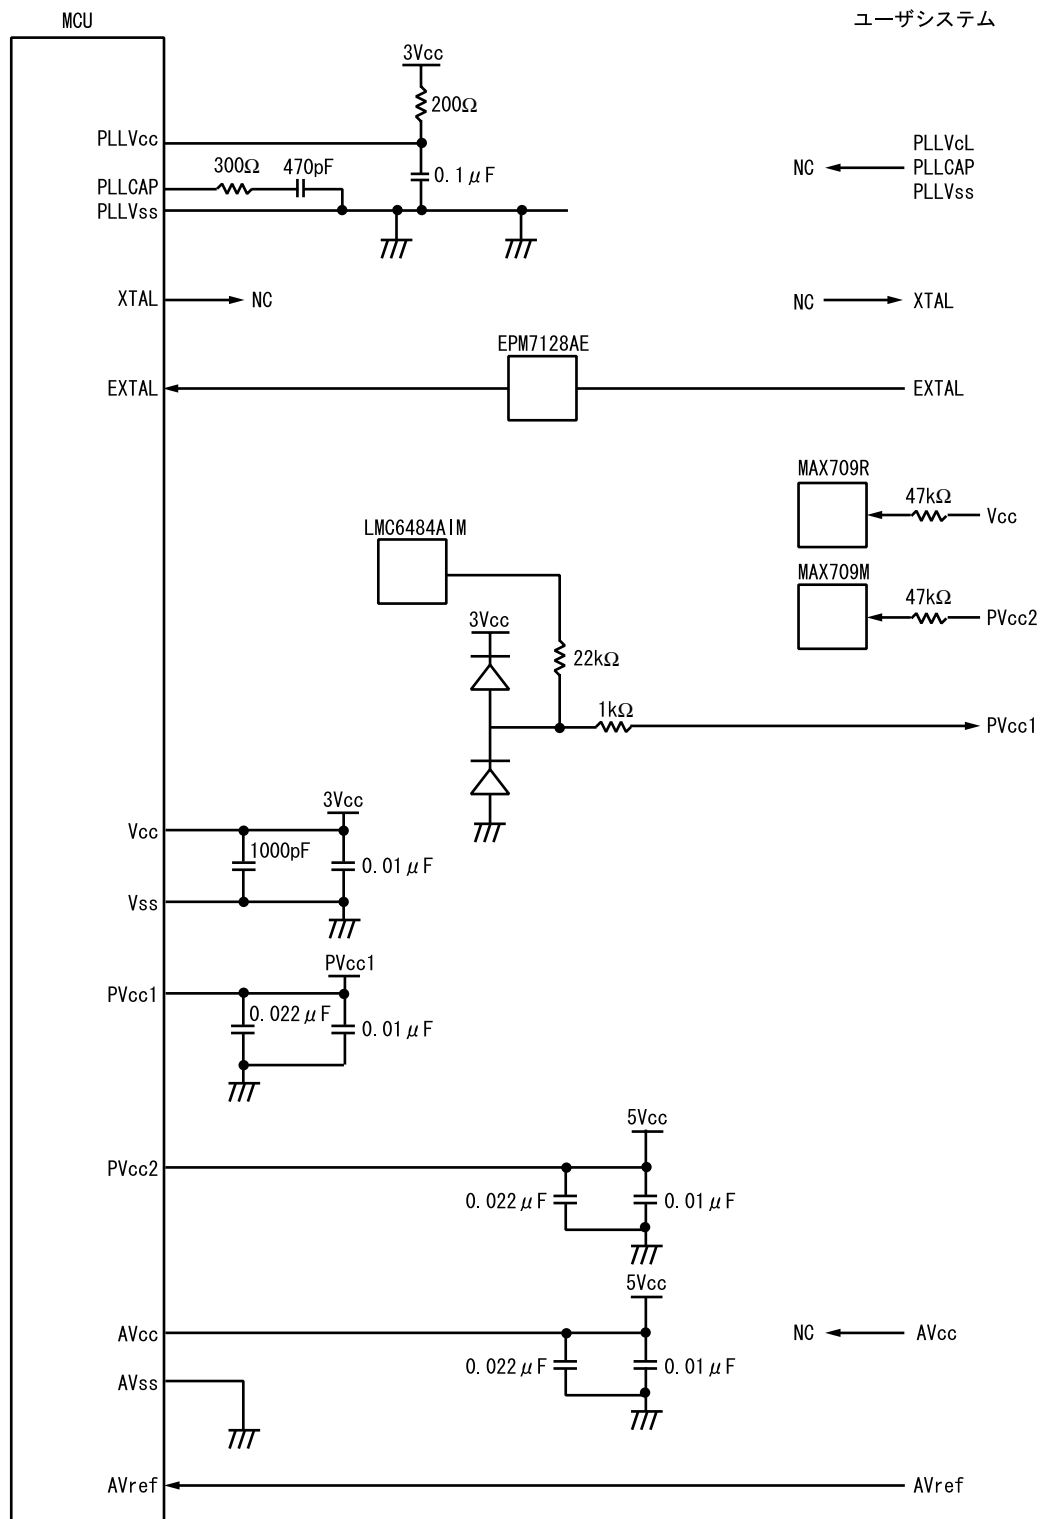 MCU
ユーザシステム
3Vcc
200Ω
PLLVcc
300Ω
470pF
0.1μF
PLLCAP
PLLVss
PLLVcL
NC
PLLCAP
PLLVss
XTAL
NC
NC
XTAL
EPM7128AE
EXTAL
EXTAL
MAX709R
47kΩ
Vcc
LMC6484AIM
MAX709M
47kΩ
PVcc2
3Vcc
22kΩ
1kΩ
PVcc1
3Vcc
Vcc
1000pF
0.01μF
Vss
PVcc1
PVcc1
0.022μF
0.01μF
5Vcc
PVcc2
0.022μF
0.01μF
5Vcc
AVcc
NC
AVcc
0.022μF
0.01μF
AVss
AVref
AVref